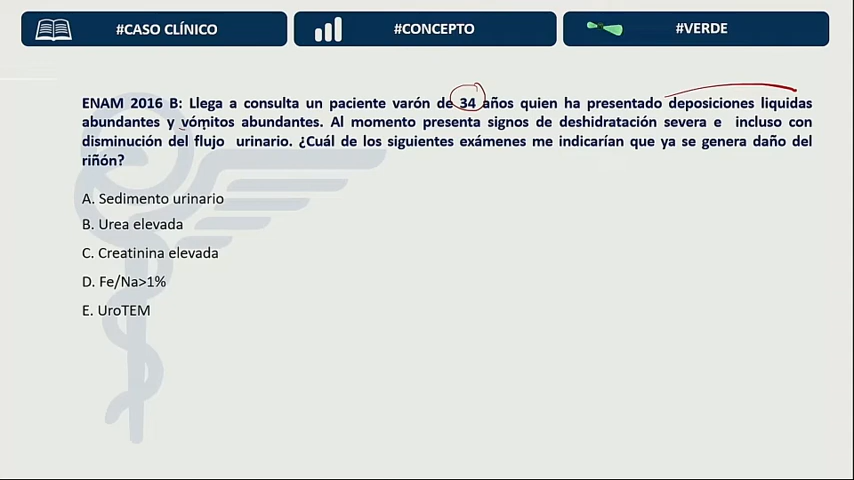 #CASO CLÍNICO
#CONCEPTO
#VERDE
ENAM 2016 B: Llega a consulta un paciente varón de 34 años quien ha presentado deposiciones liquidas
abundantes y vómitos abundantes. Al momento presenta signos de deshidratación severa e incluso con
disminución del flujo urinario. ¿Cuál de los siguientes exámenes me indicarían que ya se genera daño del
riñón?
A. Sedimento urinario
B. Urea elevada
C. Creatinina elevada
D. Fe/Na>1%
E. UroTEM